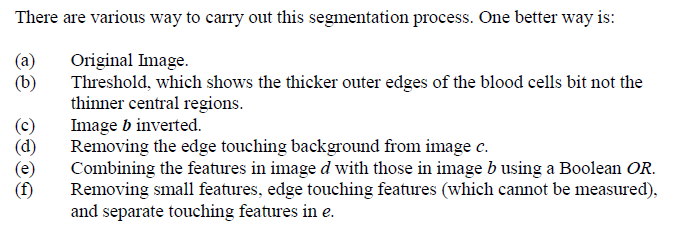 There are various way to carry out this segmentation process. One better way is:
(a) Original Image.
(b) Threshold, which shows the thicker outer edges of the blood cells bit not the
thinner central regions.
(c) Image b inverted.
(d) Removing the edge touching background from image c.
(e) Combining the features in image d with those in image b using a Boolean OR.
(f) Removing small features, edge touching features (which cannot be measured),
and separate touching features in e.